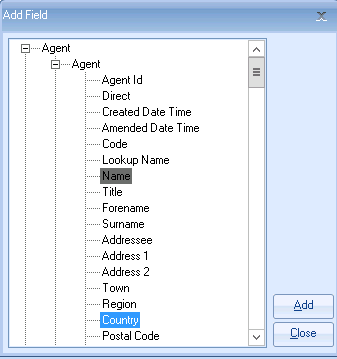 Add Field
Agent
Agent
Agent Id
Direct
Created Date Time
Amended Date Time
Code
Lookup Name
Name
Title
Forename
Surname
Addressee
Address 1
Address 2
Town
Region
Country
Postal Code
Add
Close